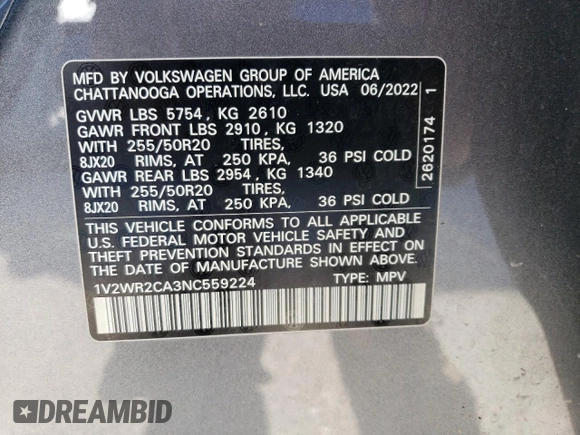 MFD BY VOLKSWAGEN GROUP OF AMERICA
CHATTANOOGA OPERATIONS, LLC. USA 06/2022
GVWR LBS 5754, KG 2610
GAWR FRONT LBS 2910, KG 1320
WITH 255/50R20 TIRES,
8JX20 RIMS, AT 250 KPA, 36 PSI COLD
GAWR REAR LBS 2954, KG 1340
WITH 255/50R20 TIRES,
8JX20 RIMS, AT 250 KPA, 36 PSI COLD
THIS VEHICLE CONFORMS TO ALL APPLICABLE
U.S. FEDERAL MOTOR VEHICLE SAFETY AND
THEFT PREVENTION STANDARDS IN EFFECT ON
THE DATE OF MANUFACTURE SHOWN ABOVE.
1V2WR2CA3NC559224 TYPE: MPV
2620174 1
DREAMBID